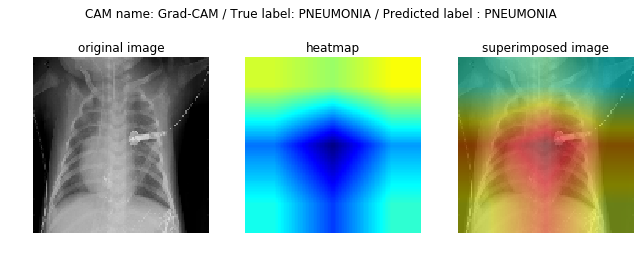 CAM name: Grad-CAM / True label: PNEUMONIA / Predicted label : PNEUMONIA
original image
heatmap
superimposed image